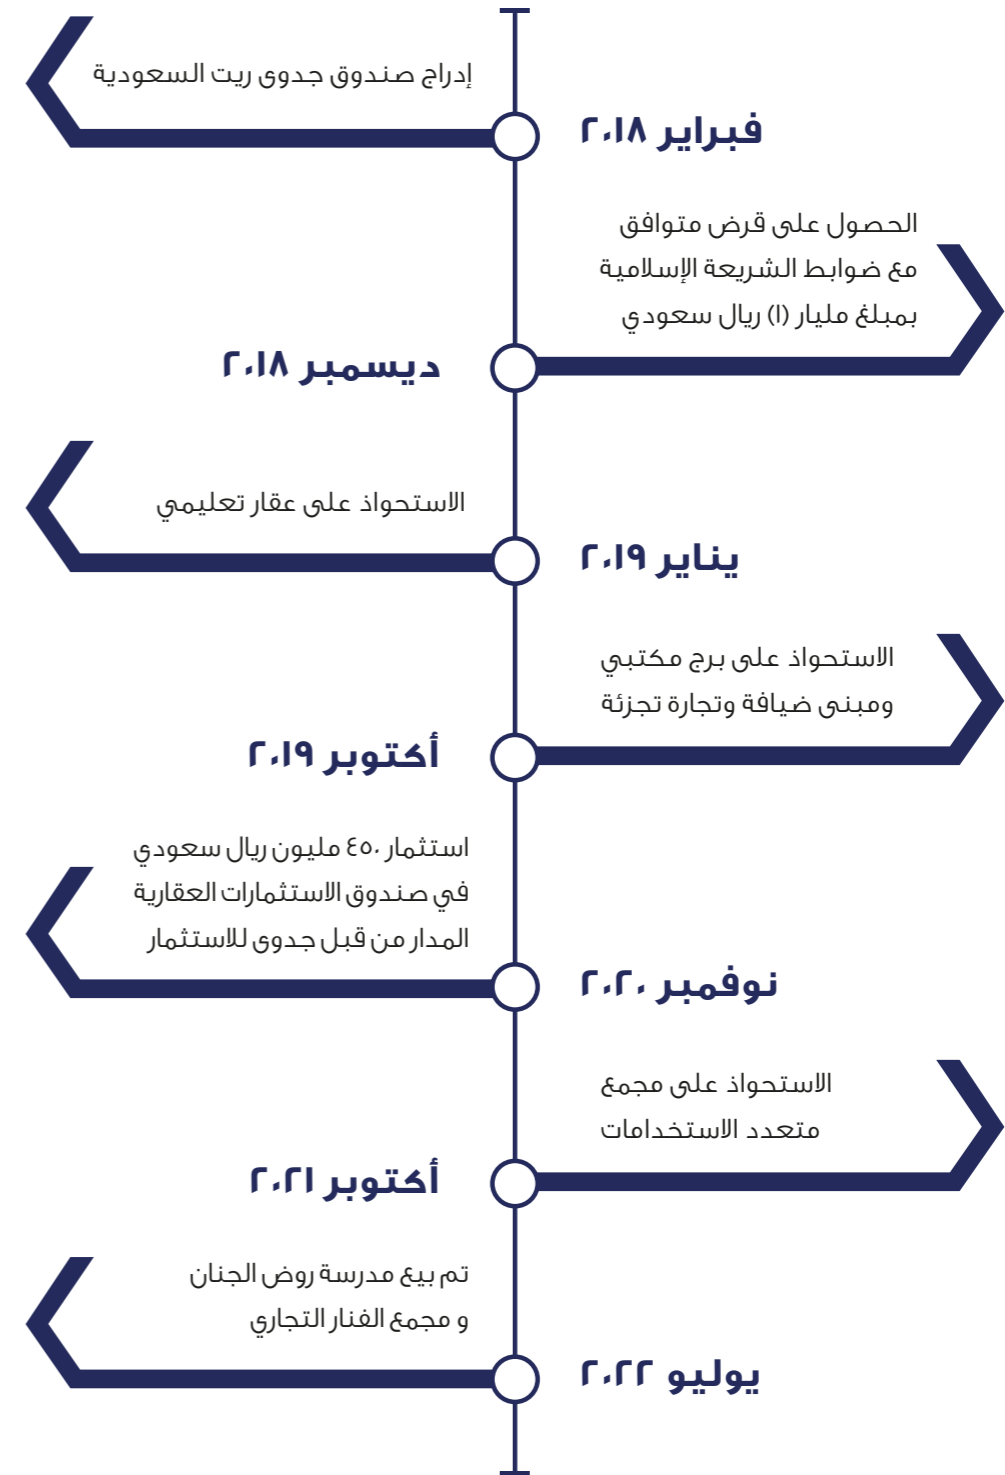 إدراج صندوق جدوى ريت السعودية
فبراير ٢٠١٨
الحصول على قرض متوافق
مع ضوابط الشريعة الإسلامية
بمبلغ مليار (١) ريال سعودي
ديسمبر ٢٠١٨
الاستحواذ على عقار تعليمي
يناير ٢٠١٩
الاستحواذ على برج مكتبي
ومبنى ضيافة وتجارة تجزئة
أكتوبر ٢٠١٩
استثمار ٤٥٠ مليون ريال سعودي
في صندوق الاستثمارات العقارية
المدار من قبل جدوى للاستثمار
نوفمبر ٢٠٢٠
الاستحواذ على مجمع
متعدد الاستخدامات
أكتوبر ٢٠٢١
تم بيع مدرسة روض الجنان
و مجمع الفنار التجاري
يوليو ٢٠٢٢